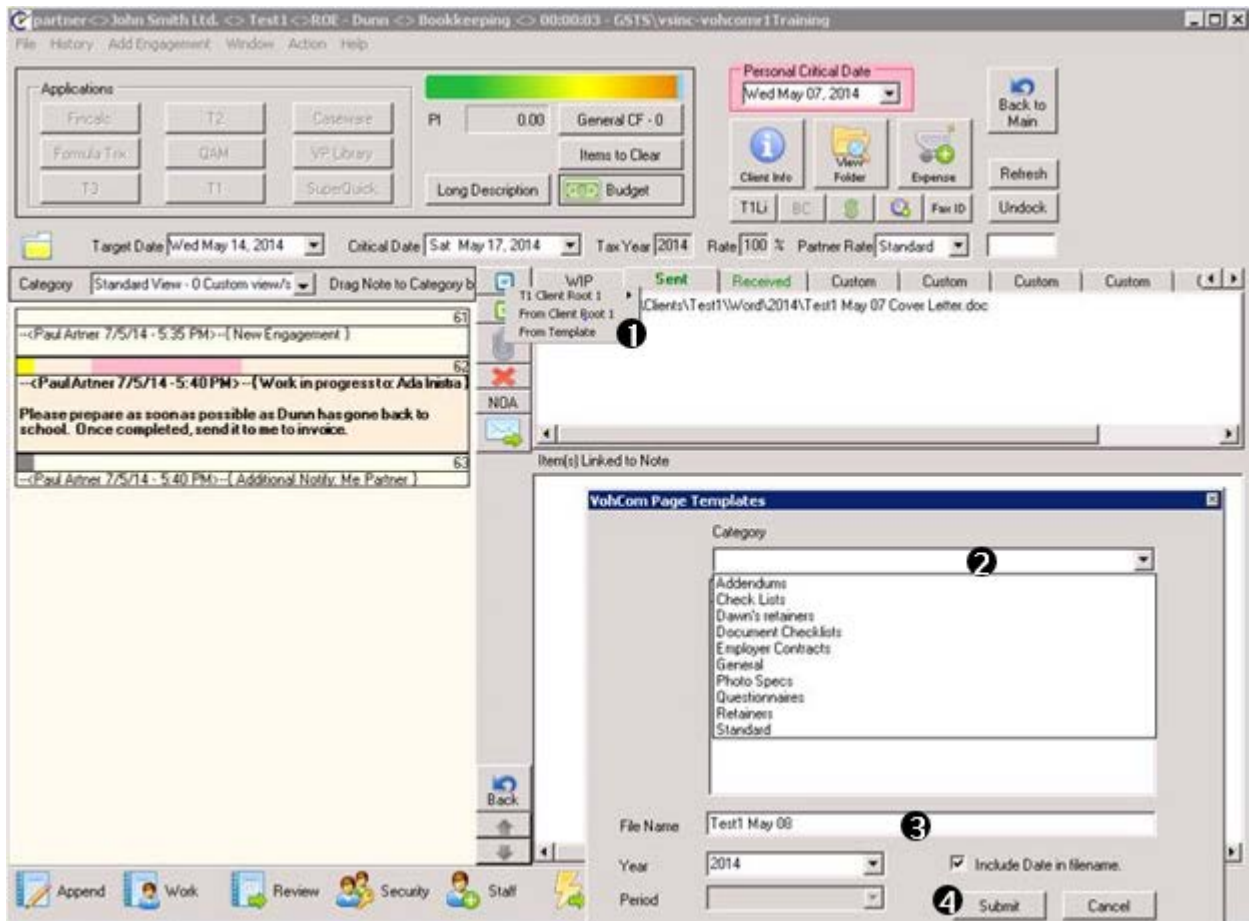 partner<>John Smith Ltd. <> Test1<>ROE - Dunn <> Bookkeeping <> 00:00:03 - GSTS\vsinc-vohcomr1Training
File History Add Engagement Window Action Help
Applications
Fincalc T2 Caseware
Formula Trix QAM VP Library
T3 T1 SuperQuick
PI 0.00 General CF - 0
Items to Clear
Long Description Budget
Personal Critical Date
Wed May 07, 2014
Back to Main
Client Info View Folder Expense
Refresh
T1Li BC Fax ID Undock
Target Date Wed May 14, 2014 Critical Date Sat May 17, 2014 Tax Year 2014 Rate 100 % Partner Rate Standard
Category Standard View - 0 Custom view/s Drag Note to Category b
WIP Sent Received Custom Custom Custom Custom
T1 Client Root 1
From Client Root 1
From Template
1
\Clients\Test1\Word\2014\Test1 May 07 Cover Letter.doc
61
--<Paul Artner 7/5/14 - 5:35 PM>--{ New Engagement }
62
--<Paul Artner 7/5/14 - 5:40 PM>--{ Work in progress to: Ada Inistra }
Please prepare as soon as possible as Dunn has gone back to
school. Once completed, send it to me to invoice.
63
--<Paul Artner 7/5/14 - 5:40 PM>--{ Additional Notify: Me Partner }
NOA
Item(s) Linked to Note
VohCom Page Templates
Category
2
Addendums
Check Lists
Dawn's retainers
Document Checklists
Employer Contracts
General
Photo Specs
Questionnaires
Retainers
Standard
Back
File Name Test1 May 08 3
Year 2014 Include Date in filename.
Period 4 Submit Cancel
Append Work Review Security Staff